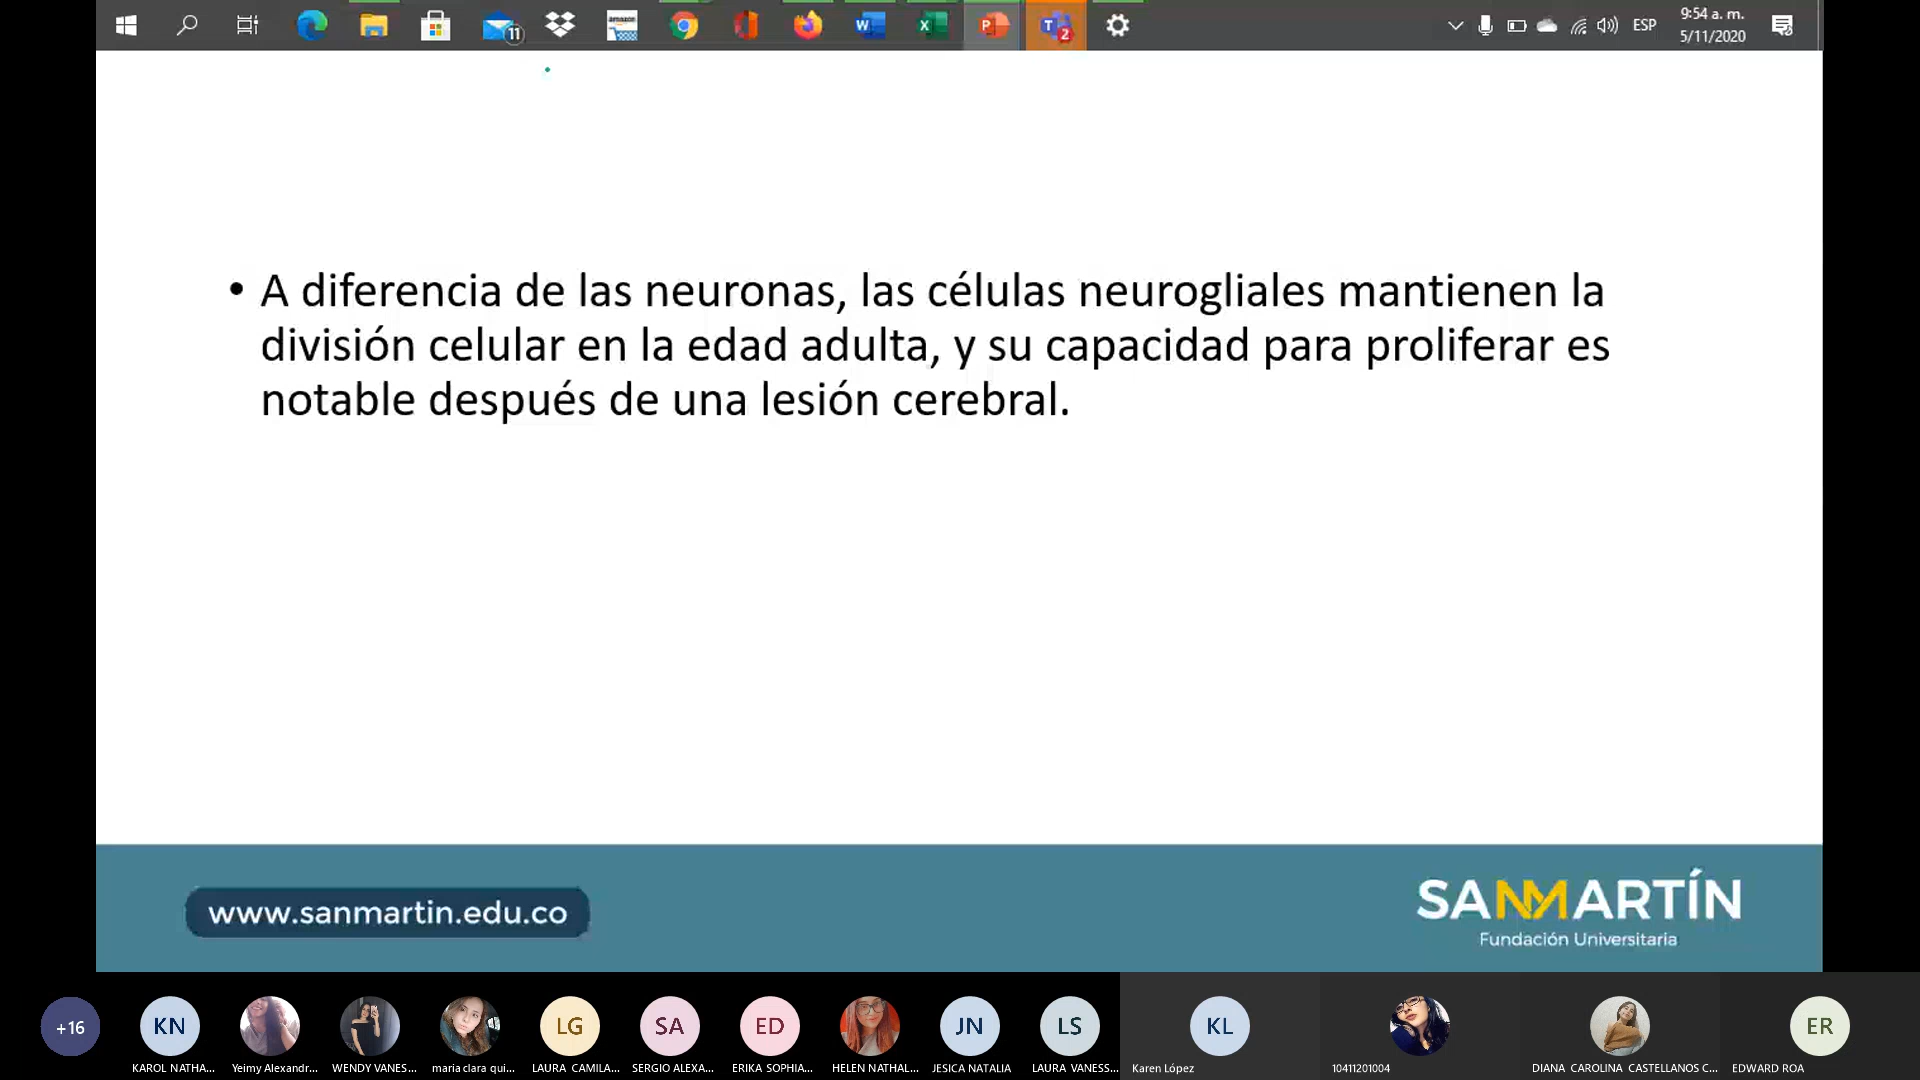 11
2
ESP
9:54 a. m.
5/11/2020
• A diferencia de las neuronas, las células neurogliales mantienen la
división celular en la edad adulta, y su capacidad para proliferar es
notable después de una lesión cerebral.
www.sanmartin.edu.co
SANMARTÍN
Fundación Universitaria
+16
KN
LG
SA
ED
JN
LS
KL
ER
KAROL NATHA...
Yeimy Alexandr...
WENDY VANES...
maria clara qui...
LAURA CAMILA...
SERGIO ALEXA...
ERIKA SOPHIA...
HELEN NATHAL...
JESICA NATALIA
LAURA VANESS...
Karen López
10411201004
DIANA CAROLINA CASTELLANOS C...
EDWARD ROA